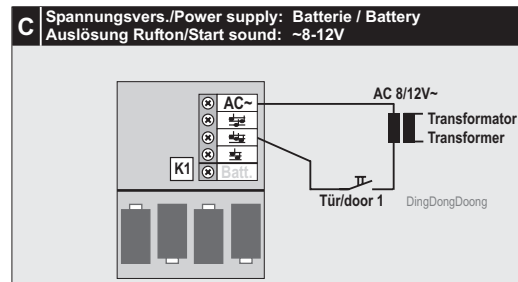 C
Spannungsvers./Power supply: Batterie / Battery
Auslösung Rufton/Start sound: ~8-12V
AC~
K1
Batt.
AC 8/12V~
Transformator
Transformer
Tür/door 1
DingDongDoong